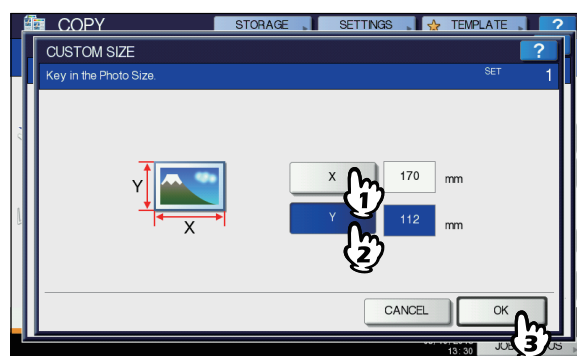 COPY STORAGE SETTINGS TEMPLATE ?
CUSTOM SIZE ?
Key in the Photo Size. SET 1
X 170 mm
1
Y Y 112 mm
2
X
CANCEL OK
3
13:30